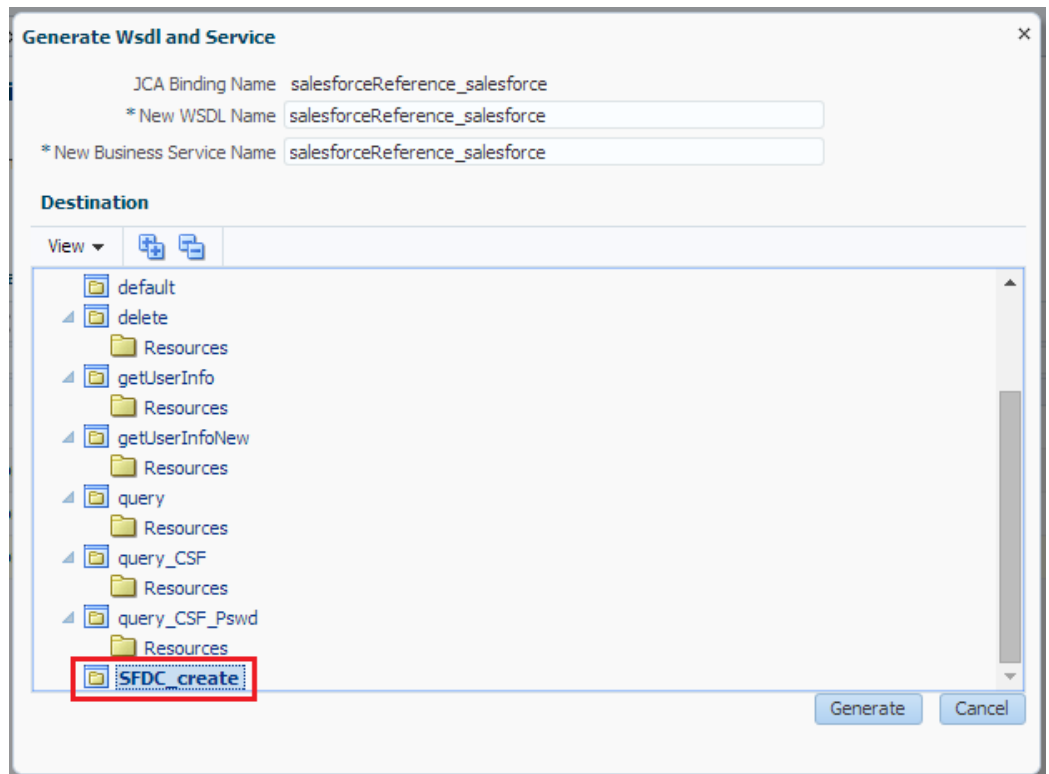 Generate Wsdl and Service
JCA Binding Name salesforceReference_salesforce
* New WSDL Name salesforceReference_salesforce
* New Business Service Name salesforceReference_salesforce
Destination
View
default
delete
Resources
getUserInfo
Resources
getUserInfoNew
Resources
query
Resources
query_CSF
Resources
query_CSF_Pswd
Resources
SFDC_create
Generate Cancel